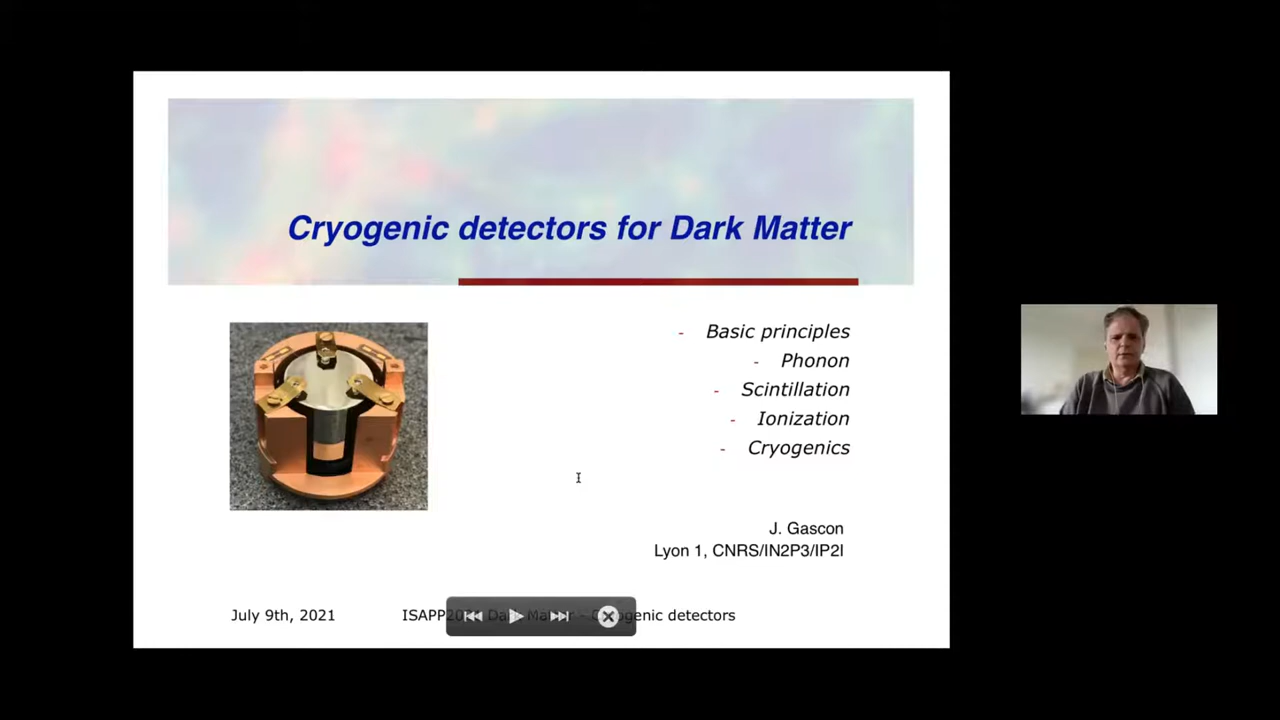 Cryogenic detectors for Dark Matter
- Basic principles
- Phonon
- Scintillation
- Ionization
- Cryogenics
J. Gascon
Lyon 1, CNRS/IN2P3/IP2I
July 9th, 2021
ISAPP2021 Dark Matter - Cryogenic detectors